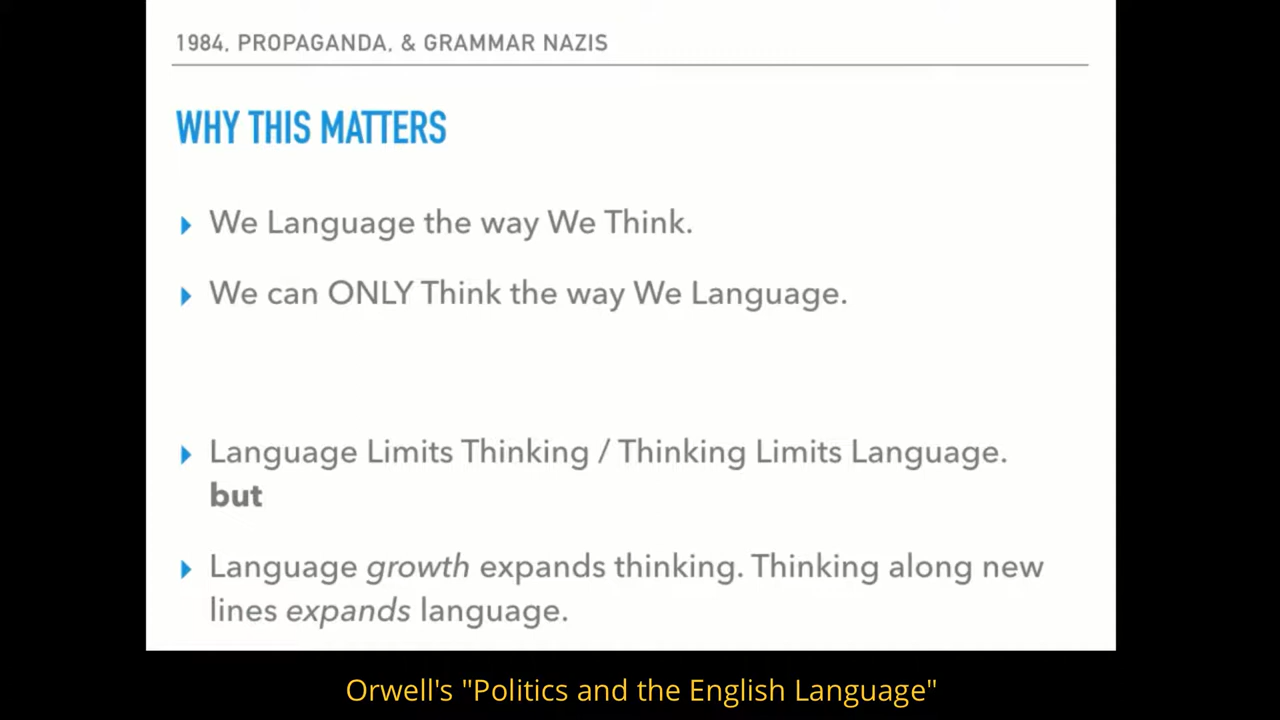 1984, PROPAGANDA, & GRAMMAR NAZIS
WHY THIS MATTERS
We Language the way We Think.
We can ONLY Think the way We Language.
Language Limits Thinking / Thinking Limits Language.
but
Language growth expands thinking. Thinking along new
lines expands language.
Orwell's "Politics and the English Language"